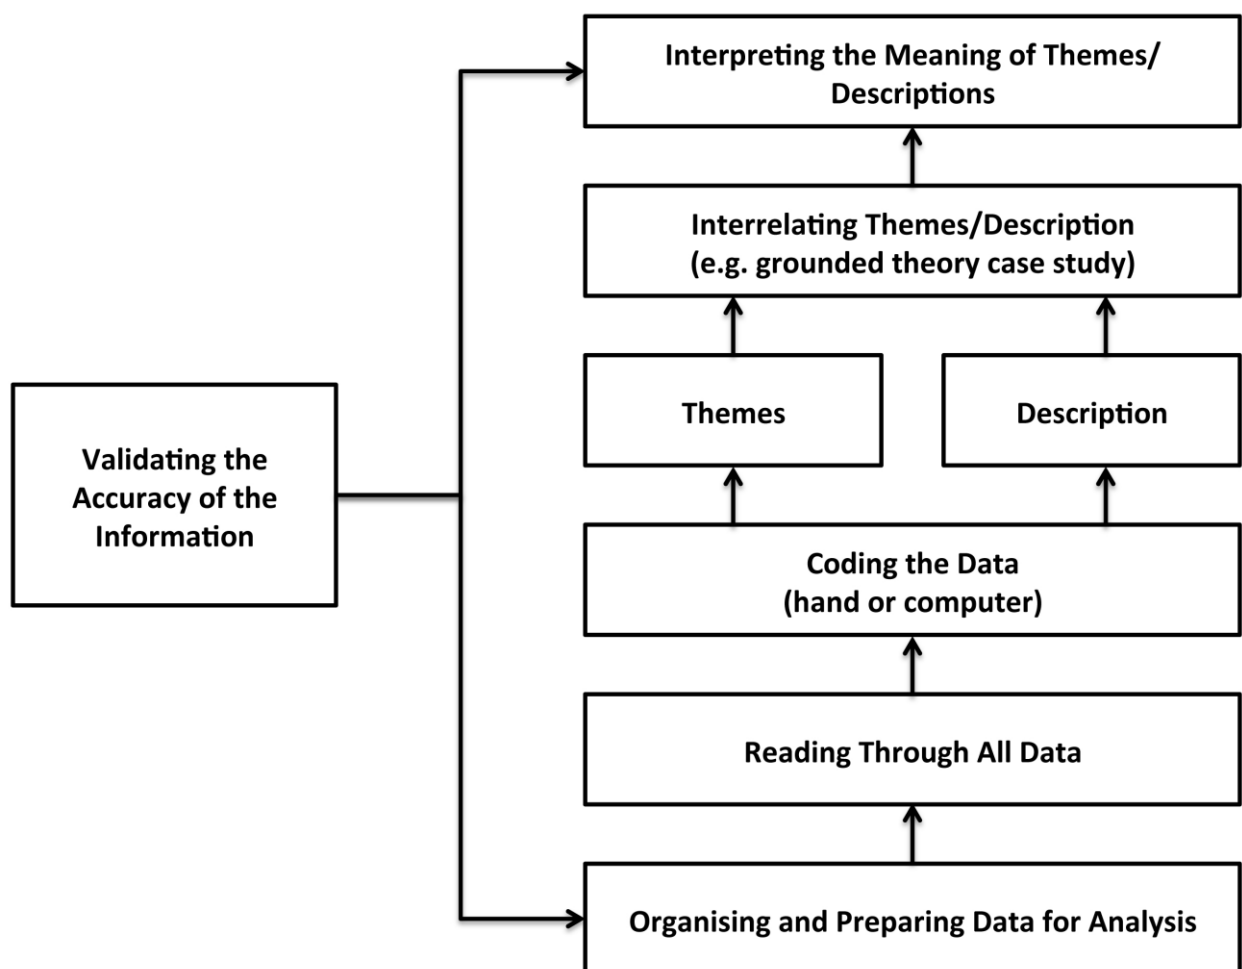 Interpreting the Meaning of Themes/
Descriptions
Interrelating Themes/Description
(e.g. grounded theory case study)
Themes
Description
Validating the
Accuracy of the
Information
Coding the Data
(hand or computer)
Reading Through All Data
Organising and Preparing Data for Analysis